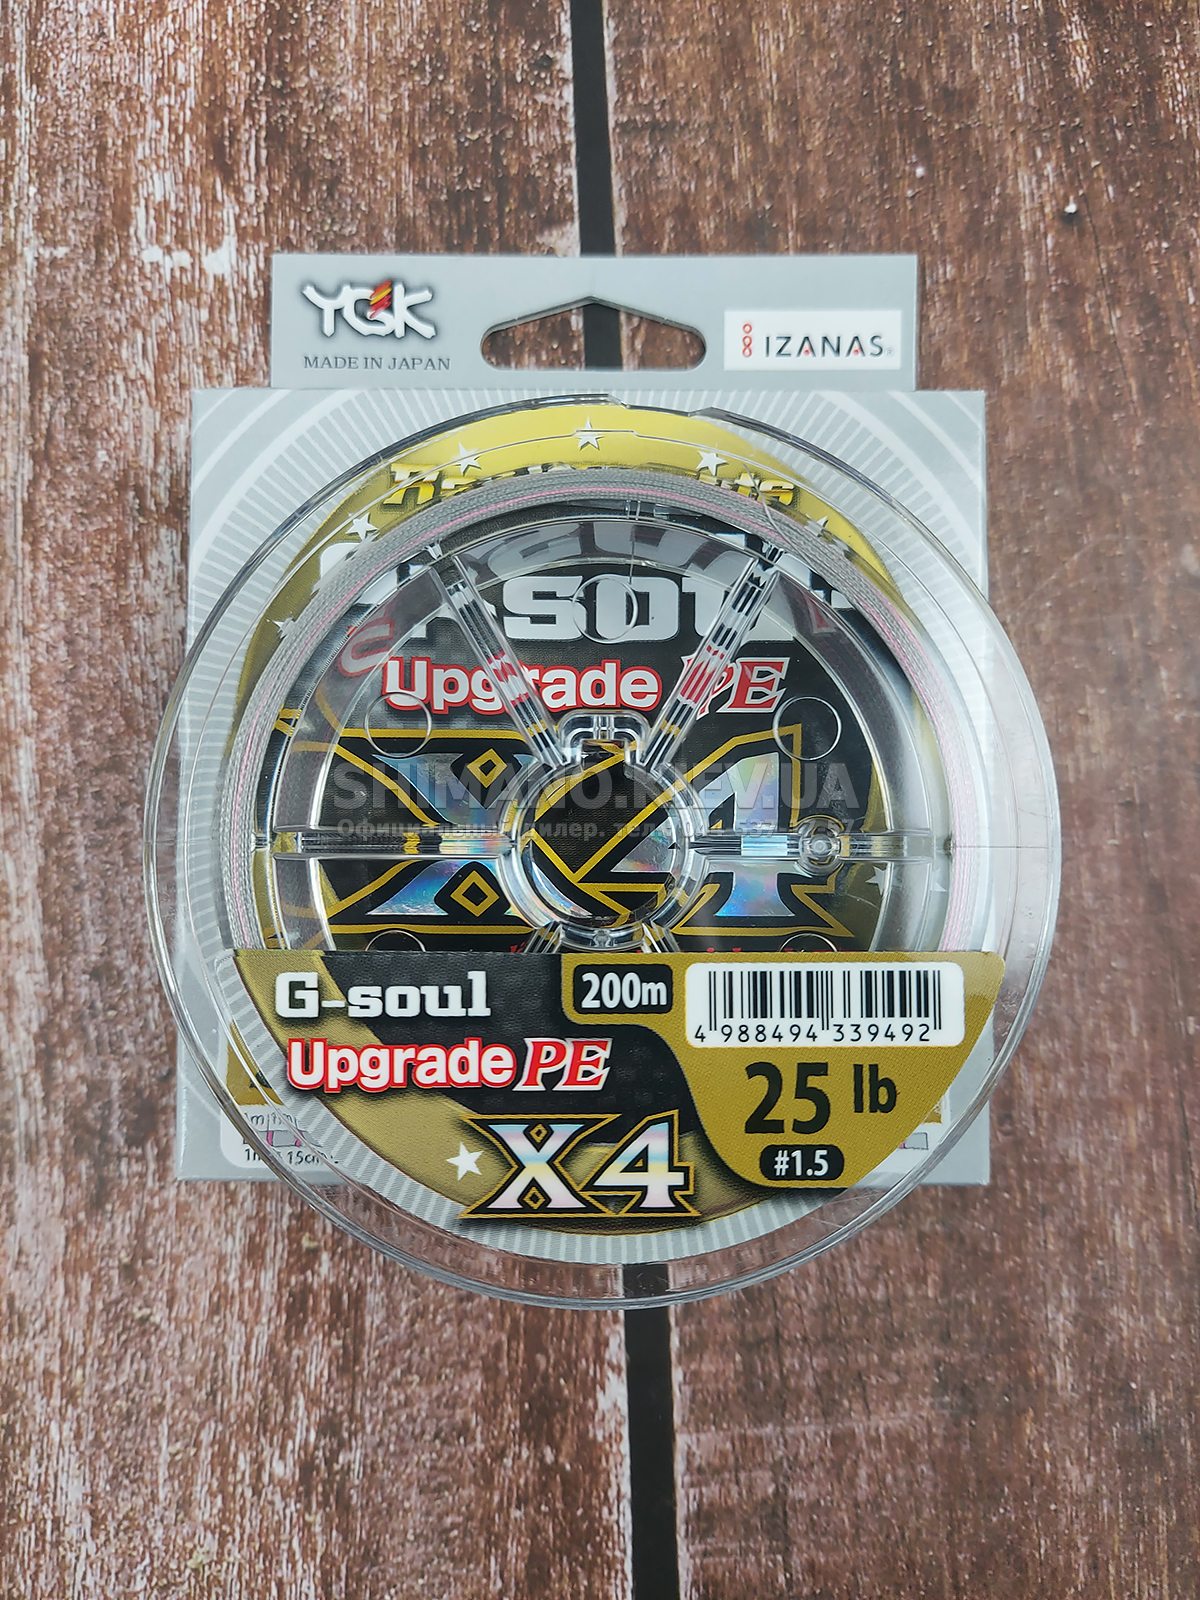 YGK
MADE IN JAPAN
IZANAS®
Upgrade PE
X4
SHIMANO.KIEV.UA
G-soul
200m
4 988494 339492
Upgrade PE
25 lb
X4
#1.5